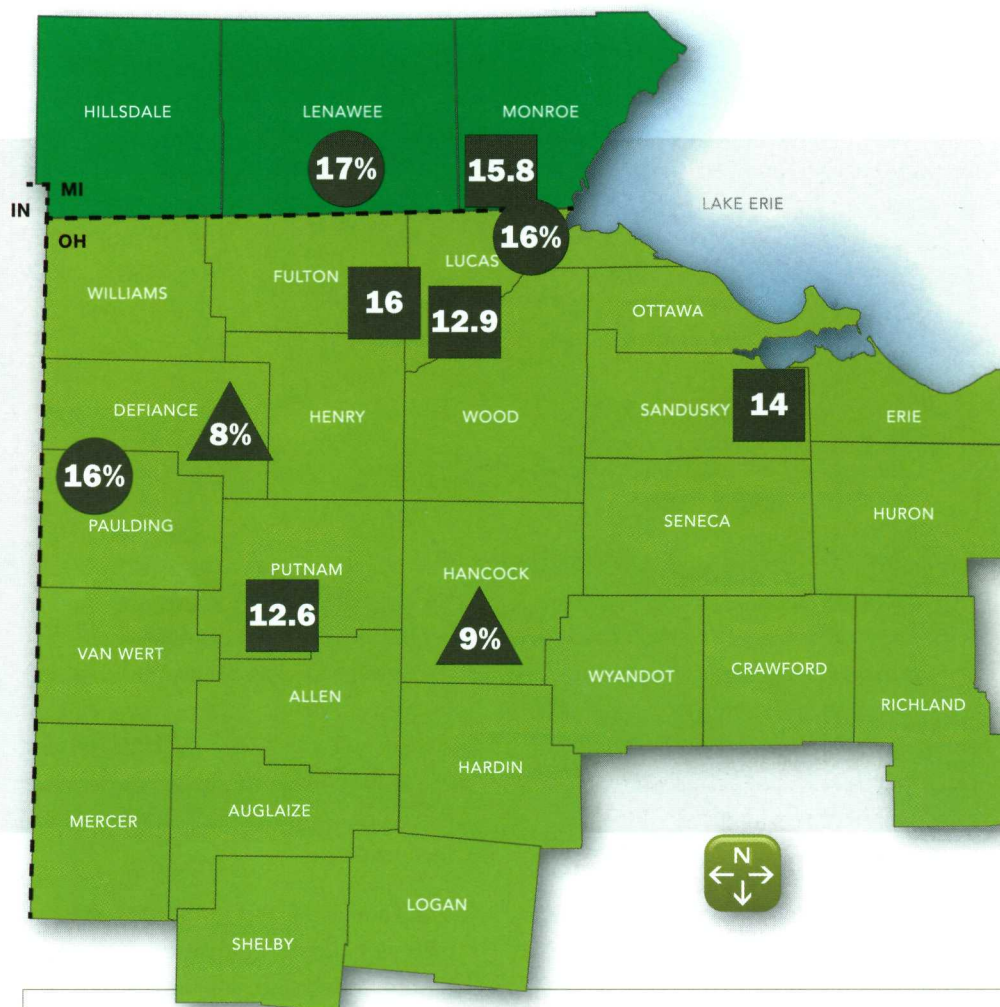 HILLSDALE
LENAWEE
MONROE
17%
15.8
MI
IN
LAKE ERIE
OH
16%
LUCAS
FULTON
WILLIAMS
16
12.9
OTTAWA
DEFIANCE
8%
HENRY
WOOD
SANDUSKY
14
ERIE
16%
PAULDING
SENECA
HURON
PUTNAM
HANCOCK
12.6
9%
VAN WERT
ALLEN
WYANDOT
CRAWFORD
RICHLAND
HARDIN
MERCER
AUGLAIZE
N
LOGAN
SHELBY